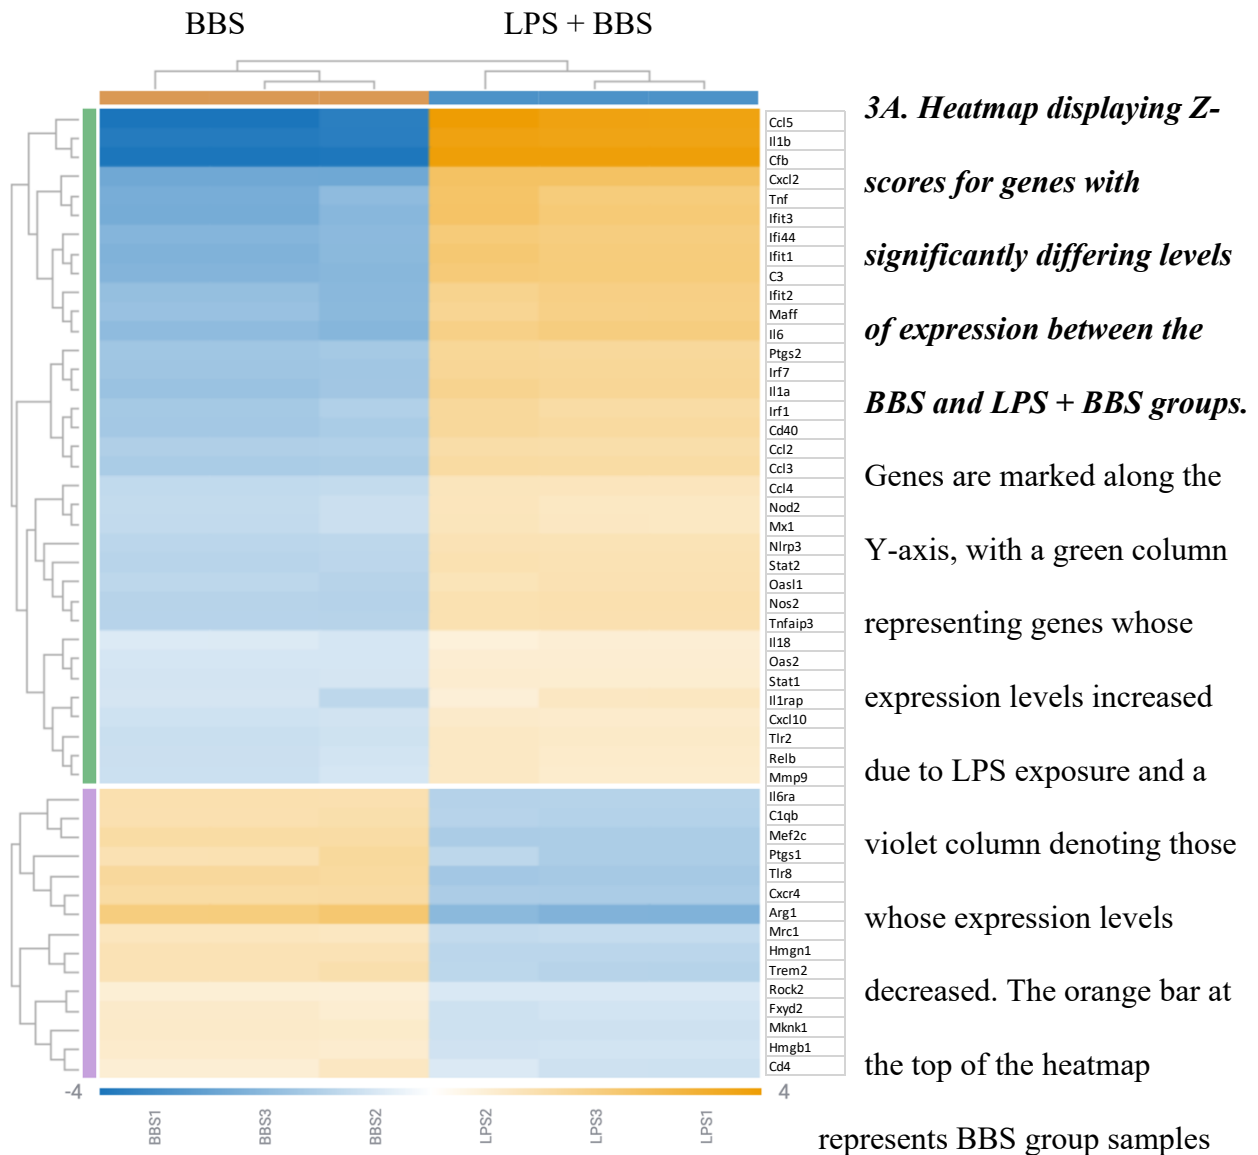 BBS
LPS + BBS
Ccl5
Il1b
Cfb
Cxcl2
Tnf
Ifit3
Ifi44
Ifit1
C3
Ifit2
Maff
Il6
Ptgs2
Irf7
Il1a
Irf1
Cd40
Ccl2
Ccl3
Ccl4
Nod2
Mx1
Nlrp3
Stat2
Oasl1
Nos2
Tnfaip3
Il18
Oas2
Stat1
Il1rap
Cxcl10
Tlr2
Relb
Mmp9
Il6ra
C1qb
Mef2c
Ptgs1
Tlr8
Cxcr4
Arg1
Mrc1
Hmgn1
Trem2
Rock2
Fxyd2
Mknk1
Hmgb1
Cd4
-4
4
BBS1
BBS3
BBS2
LPS2
LPS3
LPS1
3A. Heatmap displaying Z-
scores for genes with
significantly differing levels
of expression between the
BBS and LPS + BBS groups.
Genes are marked along the
Y-axis, with a green column
representing genes whose
expression levels increased
due to LPS exposure and a
violet column denoting those
whose expression levels
decreased. The orange bar at
the top of the heatmap
represents BBS group samples